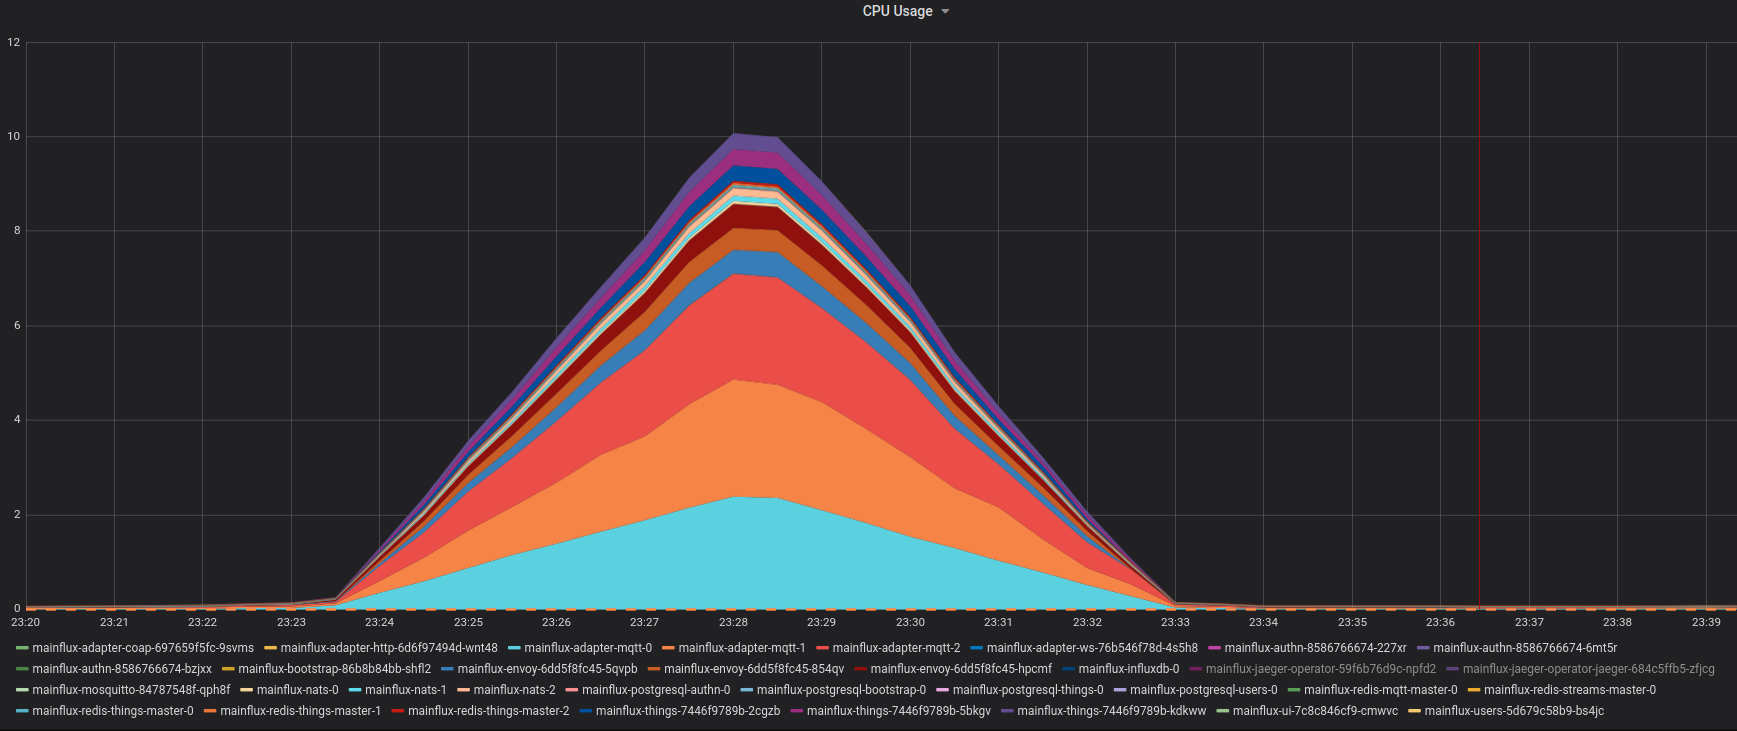 CPU Usage
12
10
8
6
4
2
0
23:20 23:21 23:22 23:23 23:24 23:25 23:26 23:27 23:28 23:29 23:30 23:31 23:32 23:33 23:34 23:35 23:36 23:37 23:38 23:39
mainflux-adapter-coap-697659f5fc-9svms mainflux-adapter-http-6d6f97494d-wnt48 mainflux-adapter-mqtt-0 mainflux-adapter-mqtt-1 mainflux-adapter-mqtt-2 mainflux-adapter-ws-76b546f78d-4s5h8 mainflux-authn-8586766674-227xr mainflux-authn-8586766674-6mt5r
mainflux-authn-8586766674-bzjxx mainflux-bootstrap-86b8b84bb-shfl2 mainflux-envoy-6dd5f8fc45-5qvpb mainflux-envoy-6dd5f8fc45-854qv mainflux-envoy-6dd5f8fc45-hpcmf mainflux-influxdb-0 mainflux-jaeger-operator-59f6b76d9c-npfd2 mainflux-jaeger-operator-jaeger-684c5ffb5-zfjcg
mainflux-mosquitto-84787548f-qph8f mainflux-nats-0 mainflux-nats-1 mainflux-nats-2 mainflux-postgresql-authn-0 mainflux-postgresql-bootstrap-0 mainflux-postgresql-things-0 mainflux-postgresql-users-0 mainflux-redis-mqtt-master-0 mainflux-redis-streams-master-0
mainflux-redis-things-master-0 mainflux-redis-things-master-1 mainflux-redis-things-master-2 mainflux-things-7446f9789b-2cgzb mainflux-things-7446f9789b-5bkgv mainflux-things-7446f9789b-kdkww mainflux-ui-7c8c846cf9-cmwvc mainflux-users-5d679c58b9-bs4jc